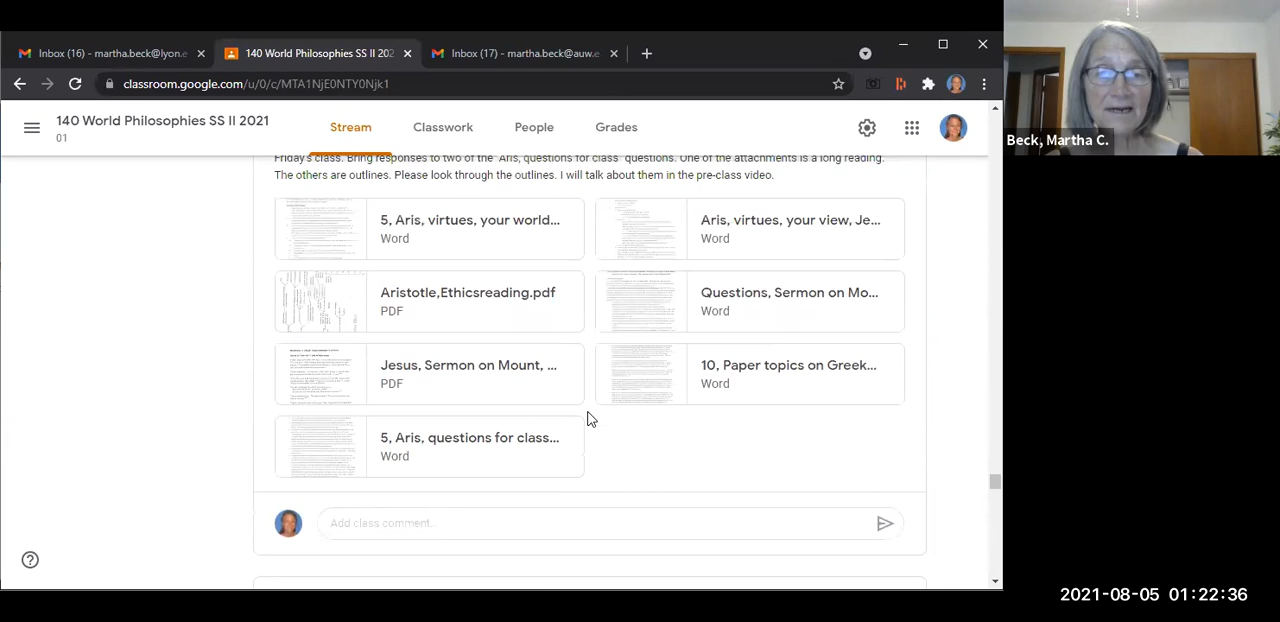 Inbox (16) - martha.beck@lyon.e
140 World Philosophies SS II 202
Inbox (17) - martha.beck@auw.e
classroom.google.com/u/0/c/MTA1NjE0NTY0Njk1
140 World Philosophies SS II 2021
01
Stream
Classwork
People
Grades
Beck, Martha C.
Friday's class. Bring responses to two of the "Aris, questions for class" questions. One of the attachments is a long reading.
The others are outlines. Please look through the outlines. I will talk about them in the pre-class video.
5, Aris, virtues, your world...
Word
Aris, virtues, your view, Je...
Word
Aristotle,Ethicsreading.pdf
PDF
Questions, Sermon on Mo...
Word
Jesus, Sermon on Mount, ...
PDF
10, Paper topics on Greek...
Word
5, Aris, questions for class...
Word
Add class comment...
2021-08-05 01:22:36